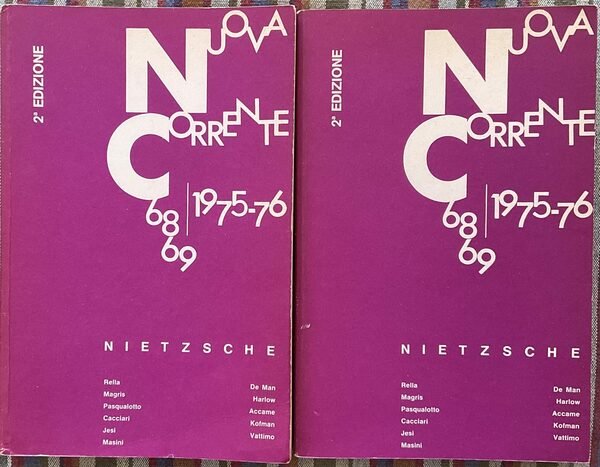 2ª EDIZIONE
NUOVA
CORRENTE
68
69
1975-76
NIETZSCHE
Rella
Magris
Pasqualotto
Cacciari
Jesi
Masini
De Man
Harlow
Accame
Kofman
Vattimo
2ª EDIZIONE
NUOVA
CORRENTE
68
69
1975-76
NIETZSCHE
Rella
Magris
Pasqualotto
Cacciari
Jesi
Masini
De Man
Harlow
Accame
Kofman
Vattimo